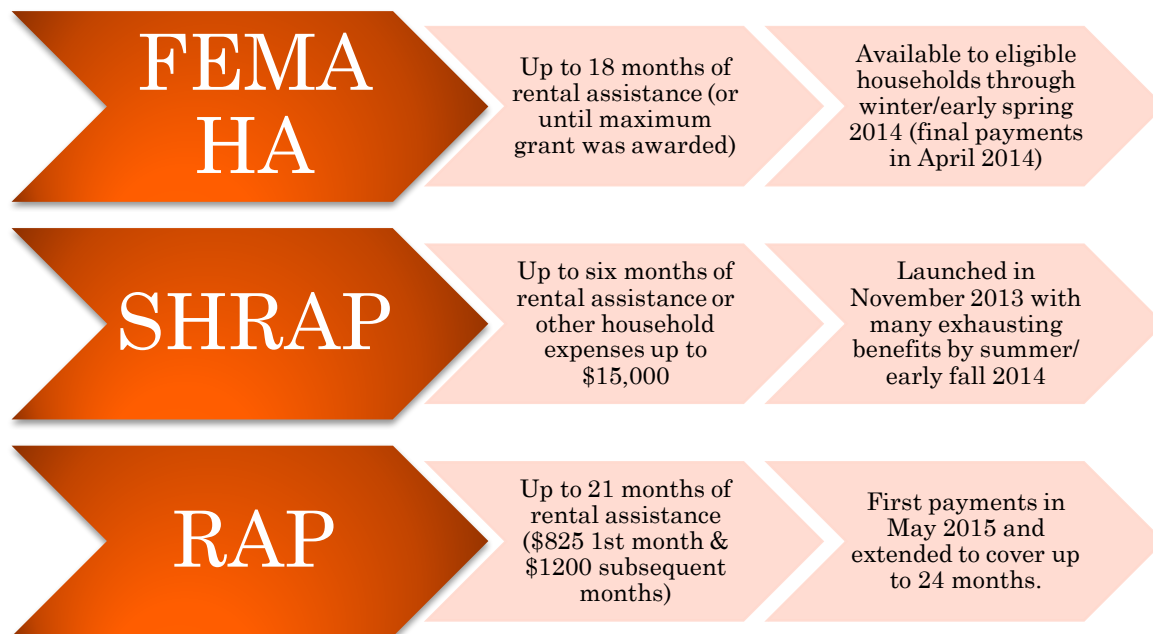 FEMA
HA
Up to 18 months of
rental assistance (or
until maximum
grant was awarded)
Available to eligible
households through
winter/early spring
2014 (final payments
in April 2014)
SHRAP
Up to six months of
rental assistance or
other household
expenses up to
$15,000
Launched in
November 2013 with
many exhausting
benefits by summer/
early fall 2014
RAP
Up to 21 months of
rental assistance
($825 1st month &
$1200 subsequent
months)
First payments in
May 2015 and
extended to cover up
to 24 months.